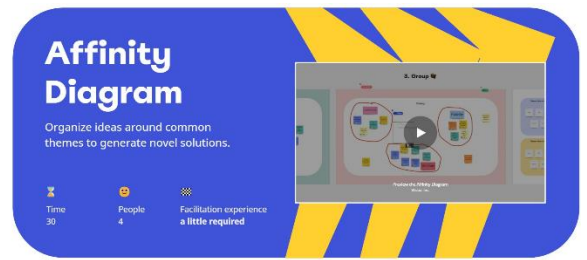 Affinity
Diagram
Organize ideas around common
themes to generate novel solutions.
Time
30
People
4
Facilitation experience
a little required
3. Group